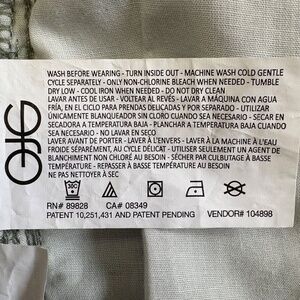 WASH BEFORE WEARING - TURN INSIDE OUT - MACHINE WASH COLD GENTLE
CYCLE SEPARATELY - ONLY NON-CHLORINE BLEACH WHEN NEEDED - TUMBLE
DRY LOW - COOL IRON WHEN NEEDED - DO NOT DRY CLEAN
LAVAR ANTES DE USAR - VOLTEAR AL REVÉS - LAVAR A MÁQUINA CON AGUA
FRÍA, EN EL CICLO PARA PRENDAS DELICADAS Y POR SEPARADO - UTILIZAR
ÚNICAMENTE BLANQUEADOR SIN CLORO CUANDO SEA NECESARIO - SECAR EN
SECADORA A TEMPERATURA BAJA - PLANCHAR A TEMPERATURA BAJA CUANDO
SEA NECESARIO - NO LAVAR EN SECO
LAVER AVANT DE PORTER - LAVER À L'ENVERS - LAVER À LA MACHINE À L'EAU
FROIDE SÉPARÉMENT, AU CYCLE DÉLICAT - UTILISER SEULEMENT UN AGENT DE
BLANCHIMENT NON CHLORÉ AU BESOIN - SÉCHER PAR CULBUTAGE À BASSE
TEMPÉRATURE - REPASSER À BASSE TEMPÉRATURE AU BESOIN
NE PAS NETTOYER À SEC
RN# 89828 CA# 08349
PATENT 10,251,431 AND PATENT PENDING VENDOR# 104898